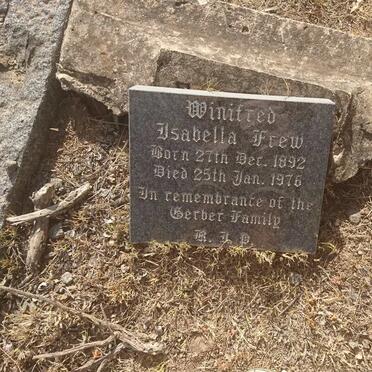 Winifred
Isabella Frew
Born 27th Dec. 1892
Died 25th Jan. 1976
In remembrance of the
Gerber Family
R.I.P